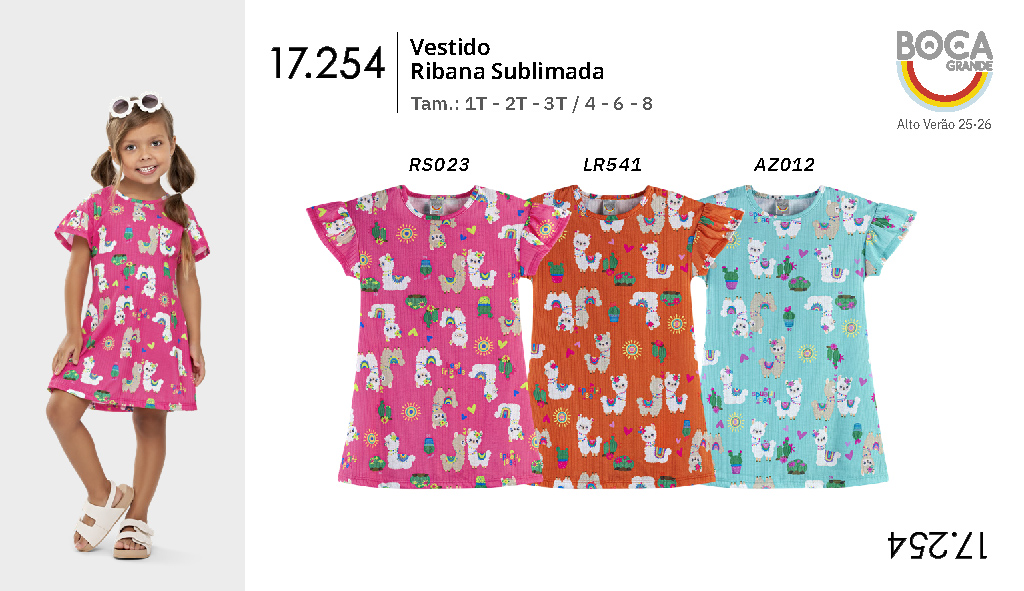 17.254
Vestido
Ribana Sublimada
Tam.: 1T - 2T - 3T / 4 - 6 - 8
BOCA
GRANDE
Alto Verão 25-26
RS023
LR541
AZ012
17.254